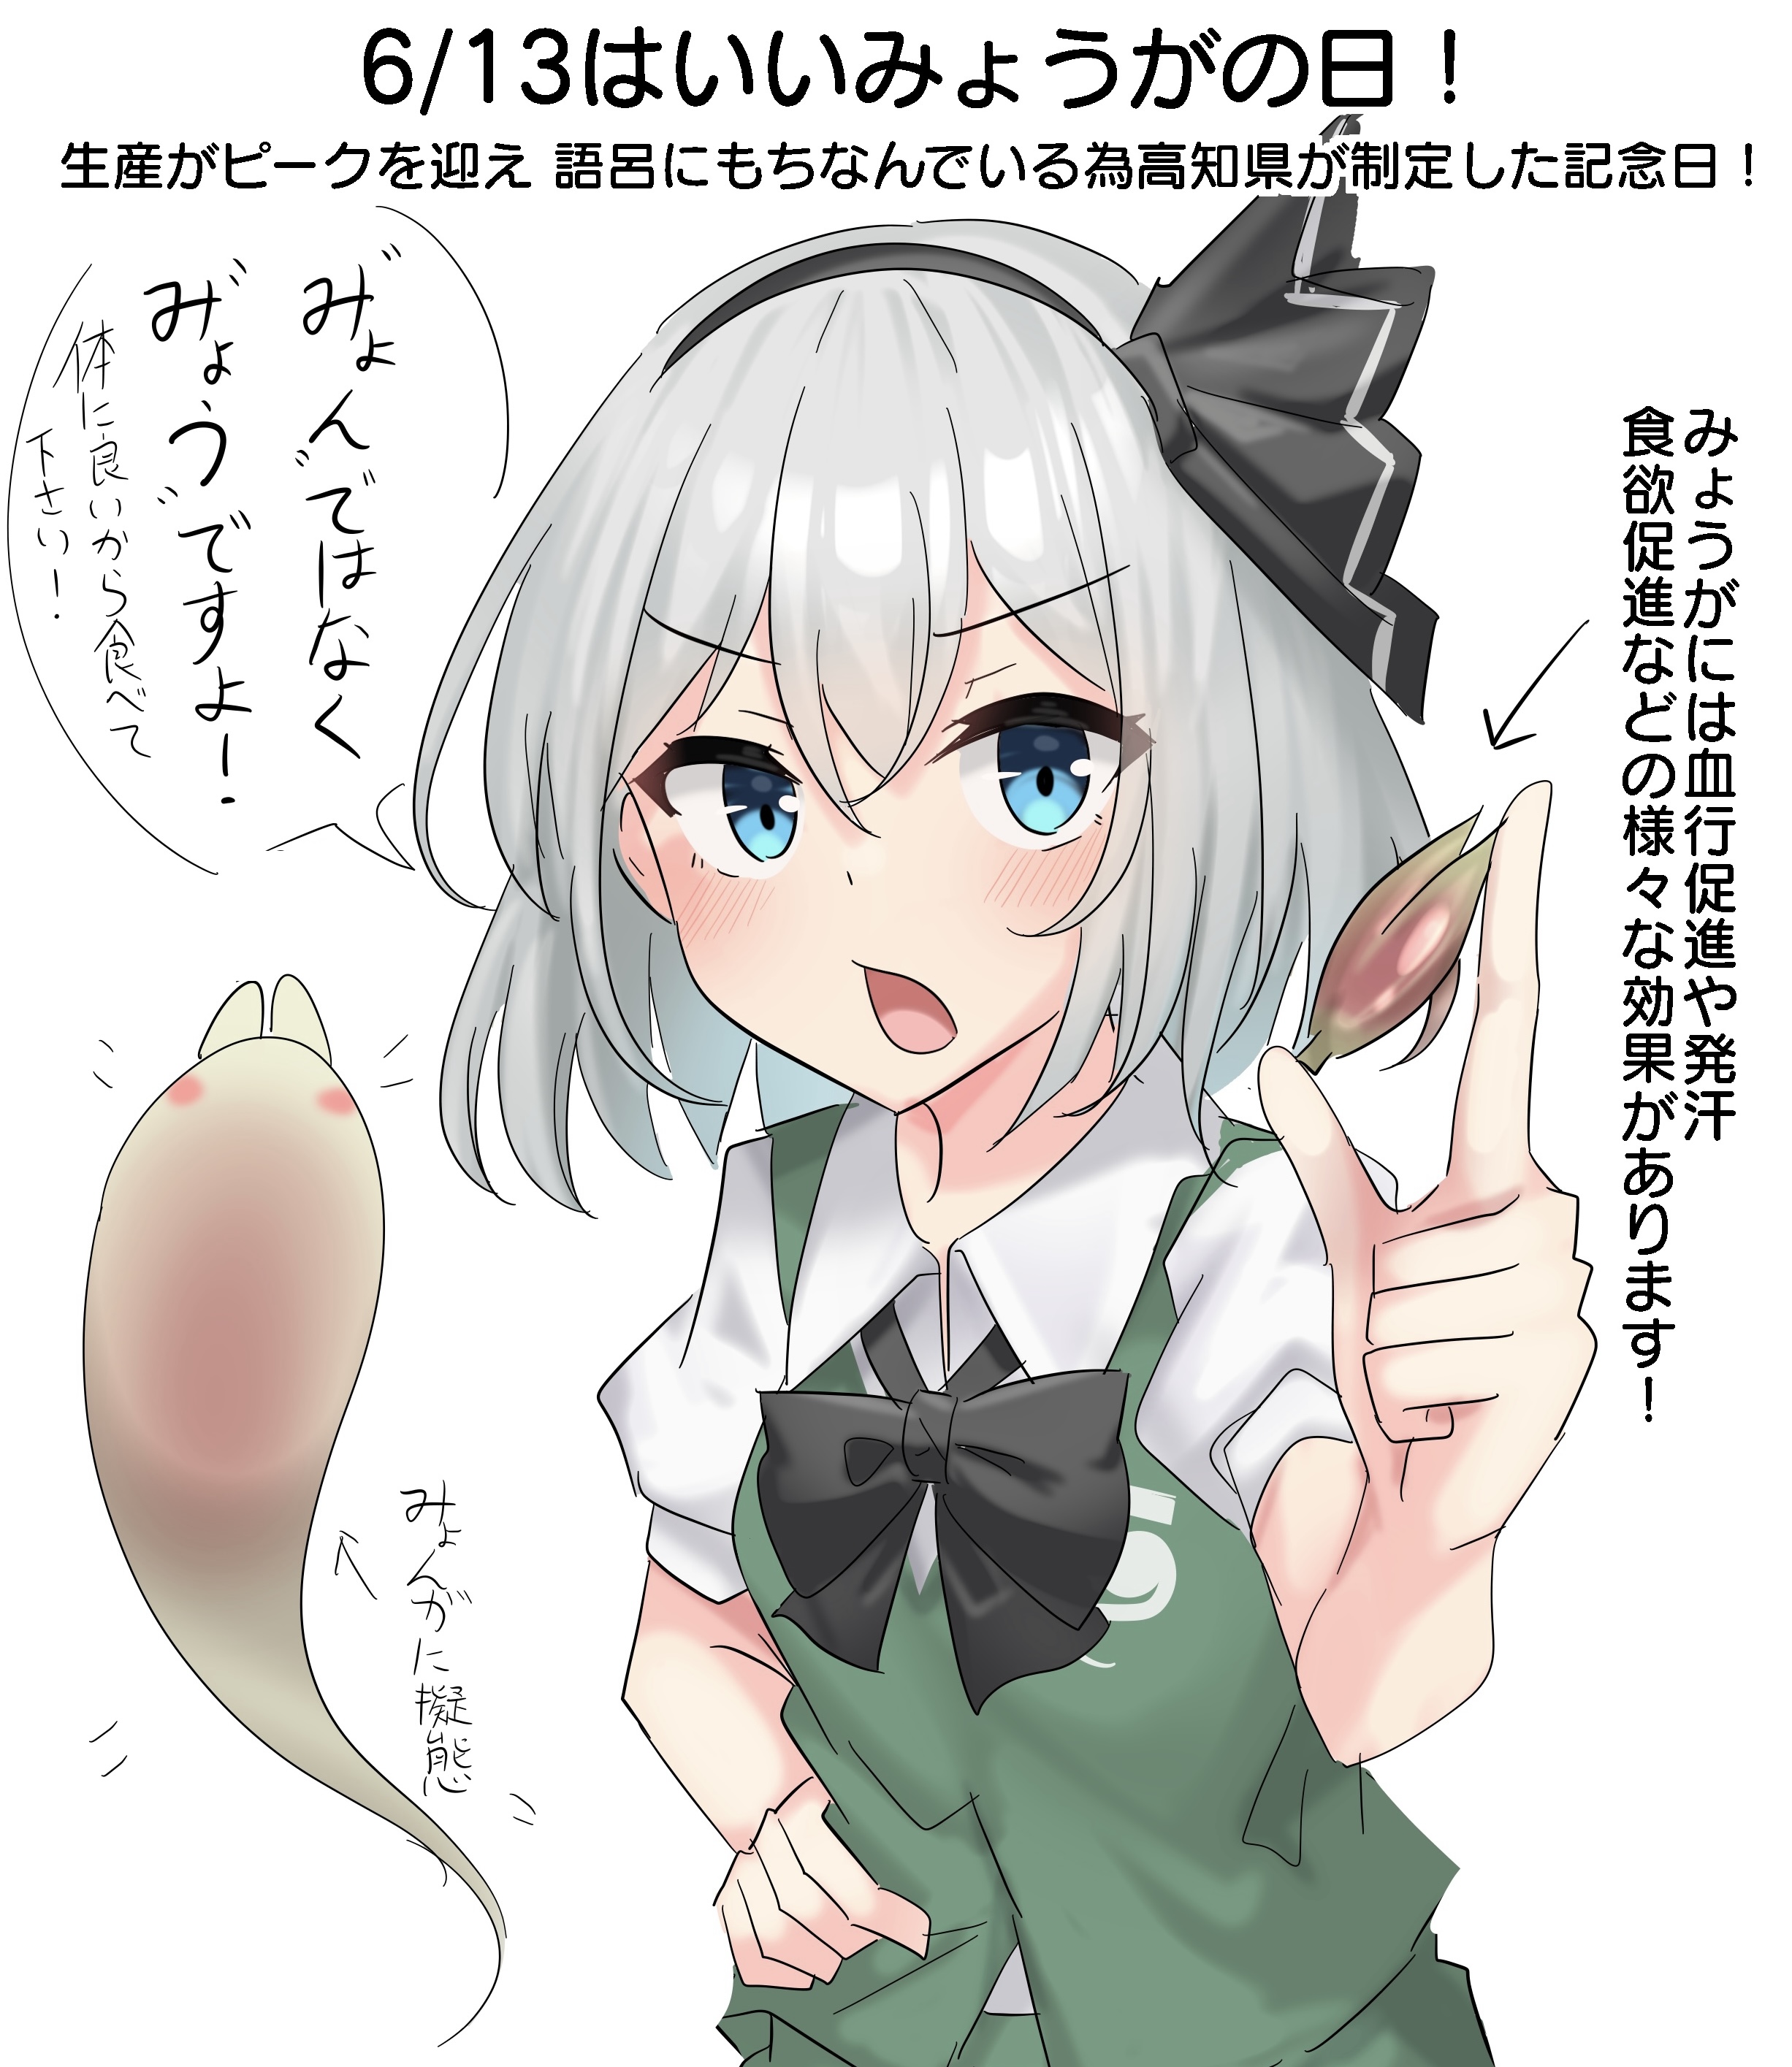 6/13はいいみょうがの日！
生産がピークを迎え 語呂にもちなんでいる為高知県が制定した記念日！
みょんではなく
みょうですよー！
体に良いから食べて
下さい！
みょうがには血行促進や発汗
食欲促進などの様々な効果があります！
みょんがに擬態